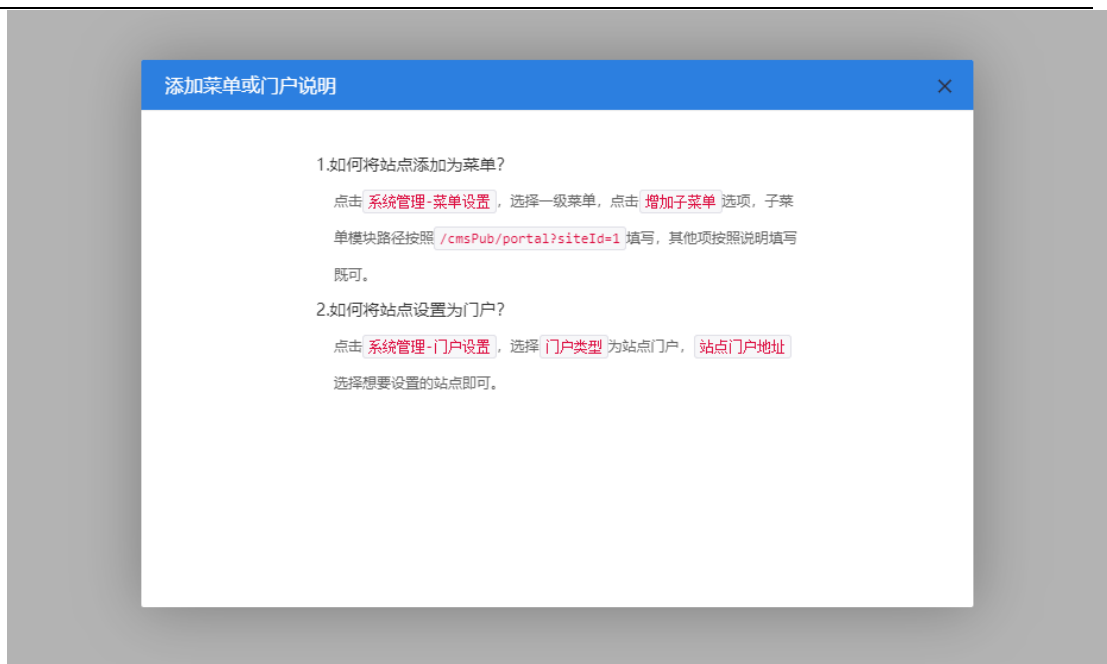 添加菜单或门户说明
1.如何将站点添加为菜单?
点击 系统管理-菜单设置 ，选择一级菜单，点击 增加子菜单 选项，子菜
单模块路径按照 /cmsPub/portal?siteId=1 填写，其他项按照说明填写
既可。
2.如何将站点设置为门户?
点击 系统管理-门户设置 ，选择 门户类型 为站点门户， 站点门户地址
选择想要设置的站点即可。